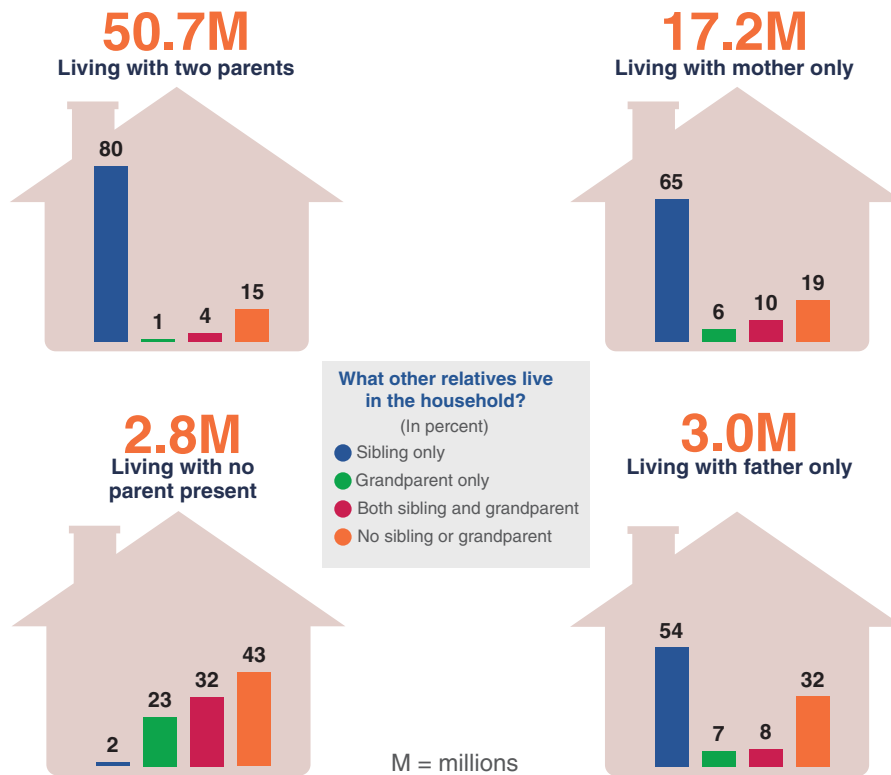 50.7M
Living with two parents
80
1
4
15
17.2M
Living with mother only
65
6
10
19
What other relatives live
in the household?
(In percent)
Sibling only
Grandparent only
Both sibling and grandparent
No sibling or grandparent
2.8M
Living with no
parent present
2
23
32
43
3.0M
Living with father only
54
7
8
32
M = millions